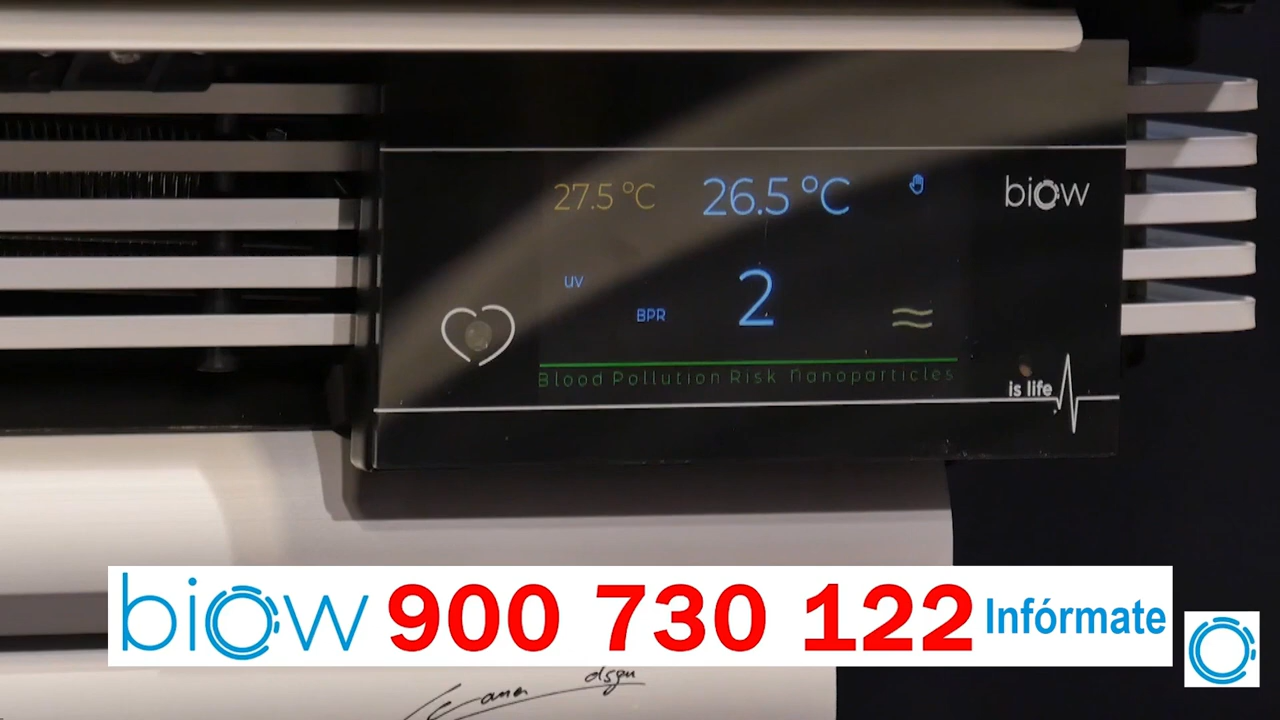 27.5 °C 26.5 °C
biow
uv
BPR 2
Blood Pollution Risk Nanoparticles
is life
biow 900 730 122 Infórmate